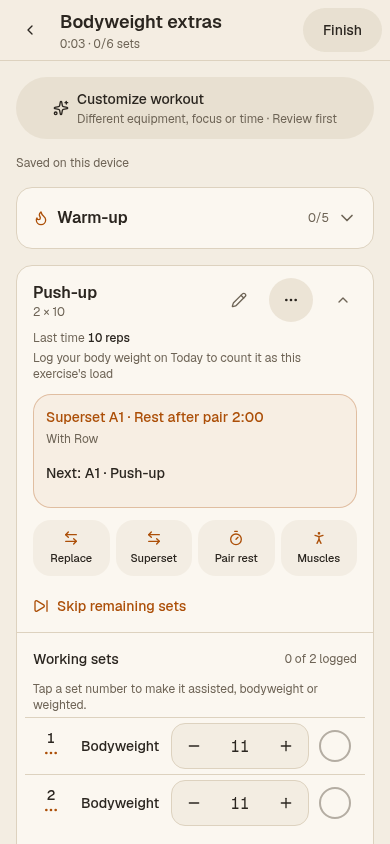 Bodyweight extras
0:03 · 0/6 sets
Finish
Customize workout
Different equipment, focus or time · Review first
Saved on this device
Warm-up
0/5
Push-up
2 × 10
Last time 10 reps
Log your body weight on Today to count it as this
exercise's load
Superset A1 · Rest after pair 2:00
With Row
Next: A1 · Push-up
Replace
Superset
Pair rest
Muscles
Skip remaining sets
Working sets
0 of 2 logged
Tap a set number to make it assisted, bodyweight or
weighted.
1
Bodyweight
11
2
Bodyweight
11